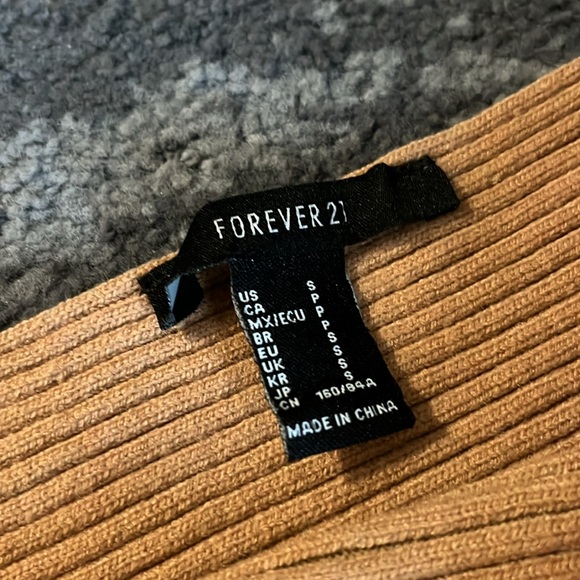 FOREVER 21
US S
CA P
MX/ECU P
BR P
EU S
UK S
KR S
JP S
CN 160/84A
MADE IN CHINA